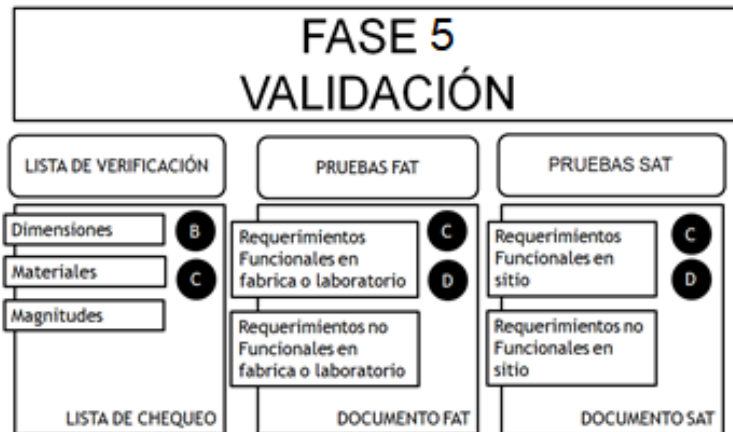 FASE 5
VALIDACIÓN
LISTA DE VERIFICACIÓN
Dimensiones
B
Materiales
C
Magnitudes
LISTA DE CHEQUEO
PRUEBAS FAT
Requerimientos
Funcionales en
fabrica o laboratorio
C
D
Requerimientos no
Funcionales en
fabrica o laboratorio
DOCUMENTO FAT
PRUEBAS SAT
Requerimientos
Funcionales en
sitio
C
D
Requerimientos no
Funcionales en
sitio
DOCUMENTO SAT